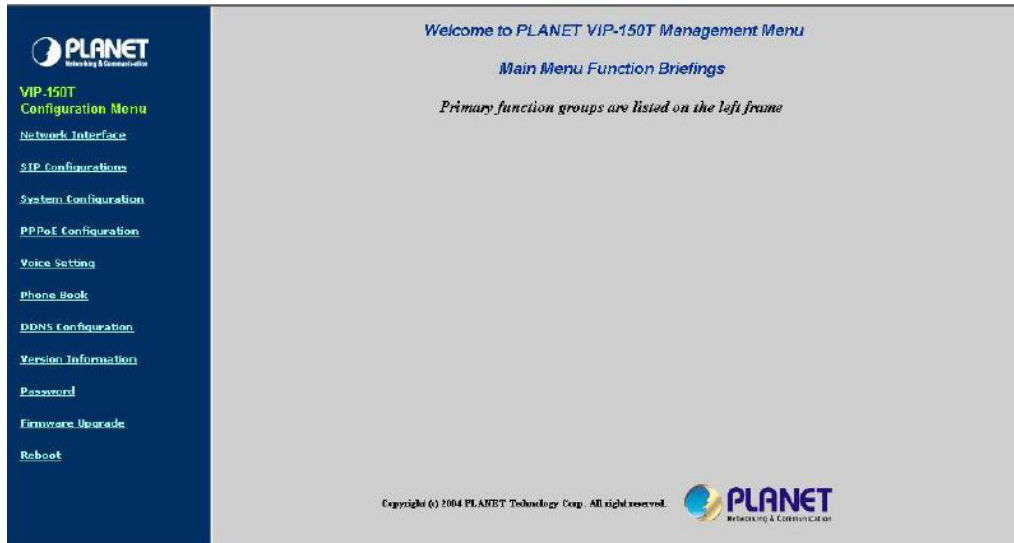 PLANET
Networking & Communication
VIP-150T
Configuration Menu
Network Interface
SIP Configurations
System Configuration
PPPoE Configuration
Voice Setting
Phone Book
DDNS Configuration
Version Information
Password
Firmware Upgrade
Reboot
Welcome to PLANET VIP-150T Management Menu
Main Menu Function Briefings
Primary function groups are listed on the left frame
Copyright (c) 2004 PLANET Technology Corp. All right reserved.
PLANET
Networking & Communication